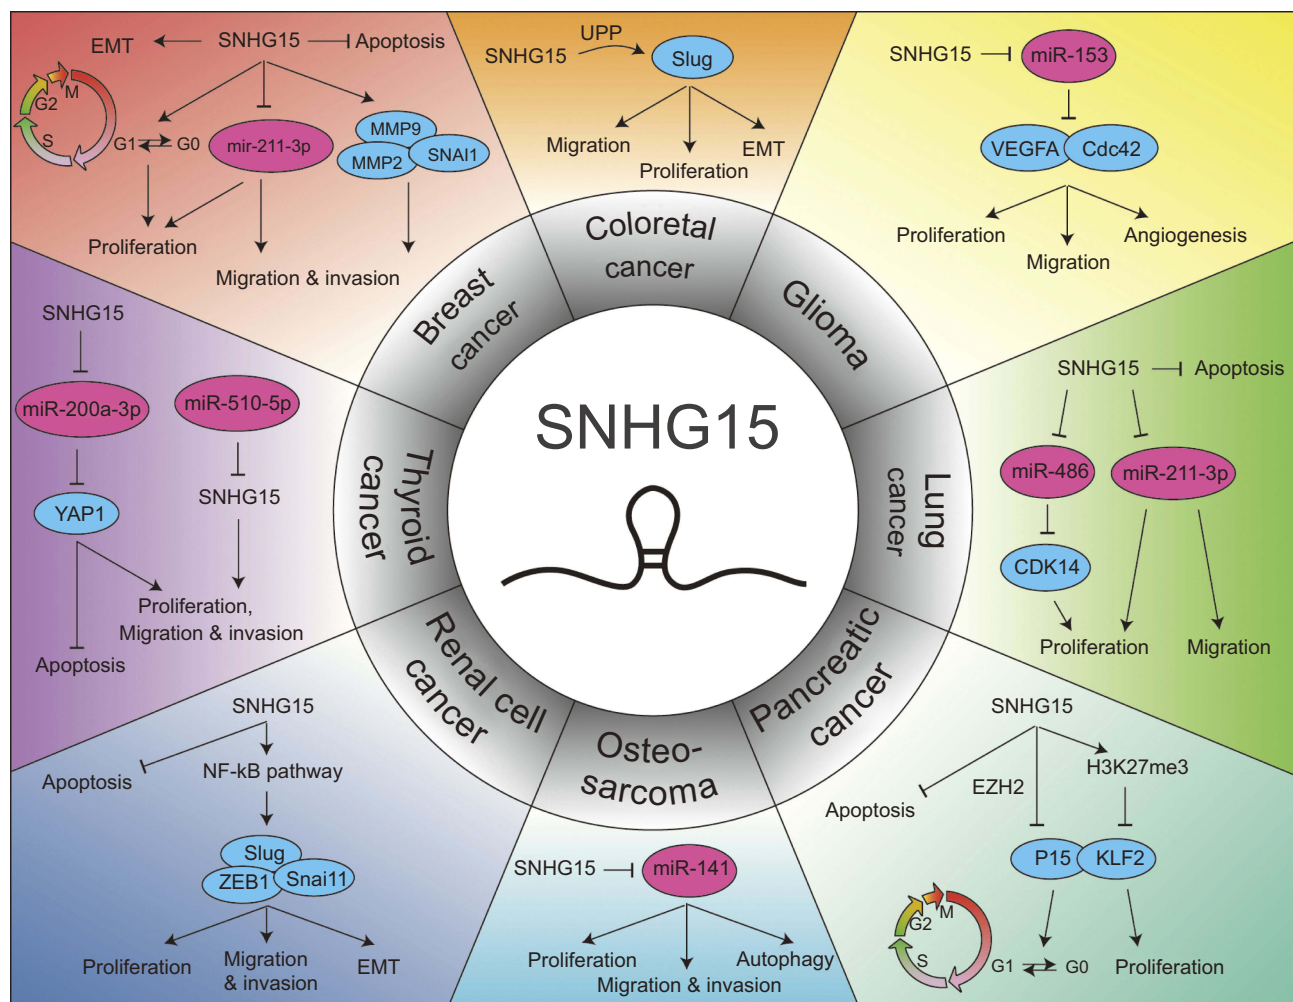 EMT
SNHG15
Apoptosis
G2
M
S
G1
G0
mir-211-3p
MMP9
MMP2
SNAI1
Proliferation
Migration & invasion
UPP
SNHG15
Slug
Migration
Proliferation
EMT
SNHG15
miR-153
VEGFA
Cdc42
Proliferation
Migration
Angiogenesis
SNHG15
miR-200a-3p
miR-510-5p
YAP1
SNHG15
Proliferation,
Migration & invasion
Apoptosis
Breast
cancer
Coloretal
cancer
Glioma
Thyroid
cancer
SNHG15
Lung
cancer
Renal cell
cancer
Osteo-
sarcoma
Pancreatic
cancer
SNHG15
Apoptosis
miR-486
miR-211-3p
CDK14
Proliferation
Migration
SNHG15
Apoptosis
NF-kB pathway
Slug
ZEB1
Snai11
Proliferation
Migration
& invasion
EMT
SNHG15
miR-141
Proliferation
Migration & invasion
Autophagy
SNHG15
H3K27me3
EZH2
Apoptosis
P15
KLF2
G2
M
S
G1
G0
Proliferation